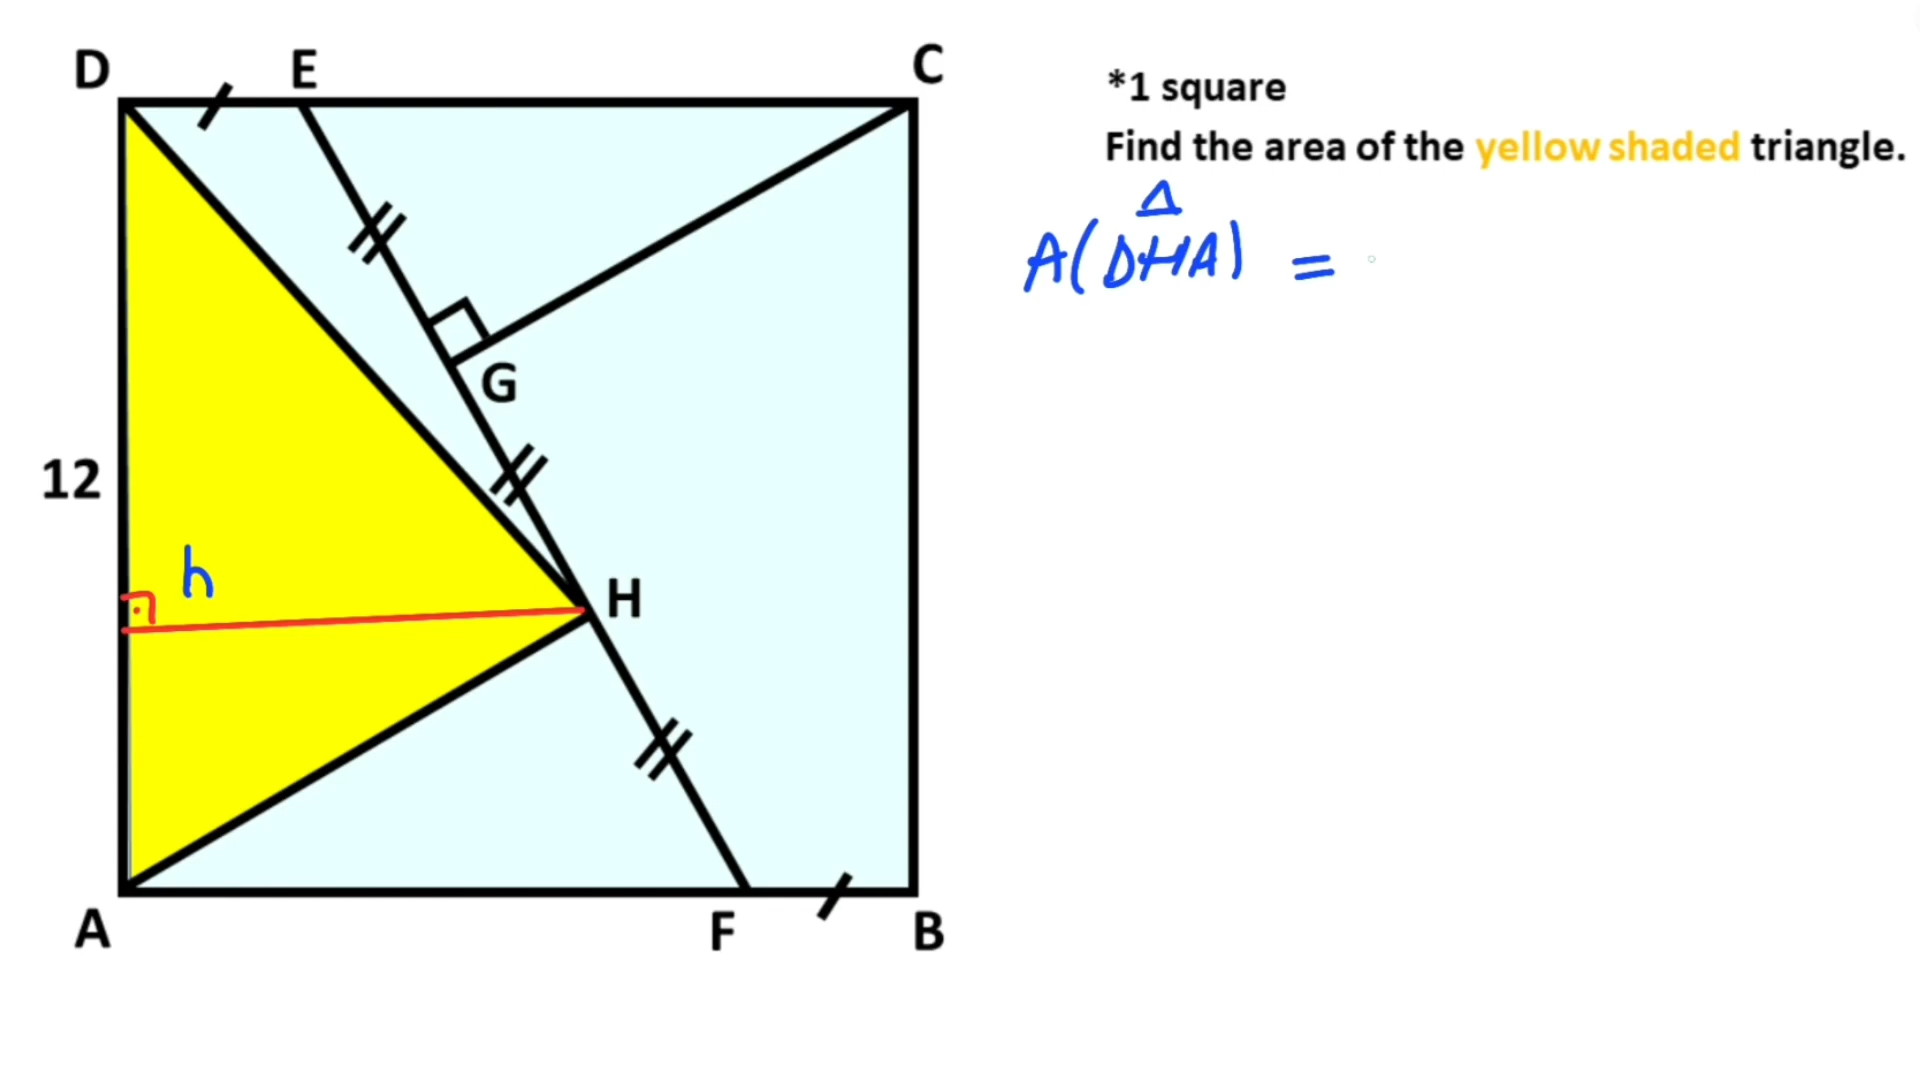 D E C
*1 square
Find the area of the yellow shaded triangle.
Δ
A(DHA) =
G
12
h
H
A F B